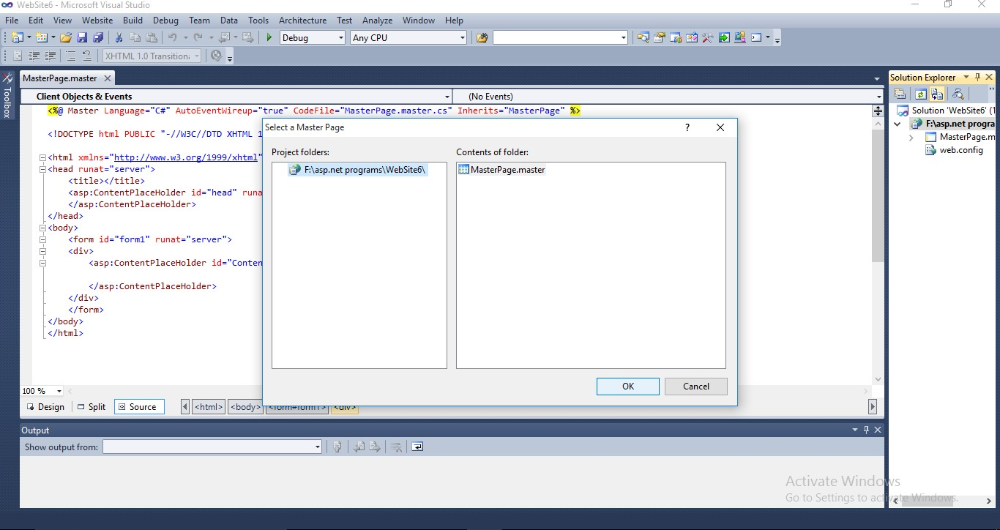 WebSite6 - Microsoft Visual Studio
File Edit View Website Build Debug Team Data Tools Architecture Test Analyze Window Help
Debug Any CPU
XHTML 1.0 Transition
MasterPage.master
Toolbox
Client Objects & Events (No Events)
<%@ Master Language="C#" AutoEventWireup="true" CodeFile="MasterPage.master.cs" Inherits="MasterPage" %>
<!DOCTYPE html PUBLIC "-//W3C//DTD XHTML 1
<html xmlns="http://www.w3.org/1999/xhtml"
<head runat="server">
<title></title>
<asp:ContentPlaceHolder id="head" runa
</asp:ContentPlaceHolder>
</head>
<body>
<form id="form1" runat="server">
<div>
<asp:ContentPlaceHolder id="Conten
</asp:ContentPlaceHolder>
</div>
</form>
</body>
</html>
100 %
Design Split Source <html> <body> <form#form1> <div>
Select a Master Page
Project folders: Contents of folder:
F:\asp.net programs\WebSite6\ MasterPage.master
OK Cancel
Solution Explorer
Solution 'WebSite6' (1
F:\asp.net progra
MasterPage.m
web.config
Output
Show output from:
Activate Windows
Go to Settings to activate Windows.